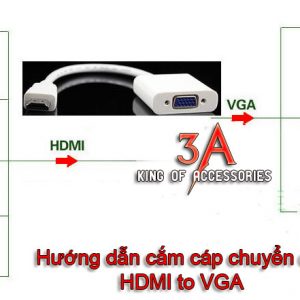 VGA
HDMI
3A
KING OF ACCESSORIES
Hướng dẫn cắm cáp chuyển
HDMI to VGA